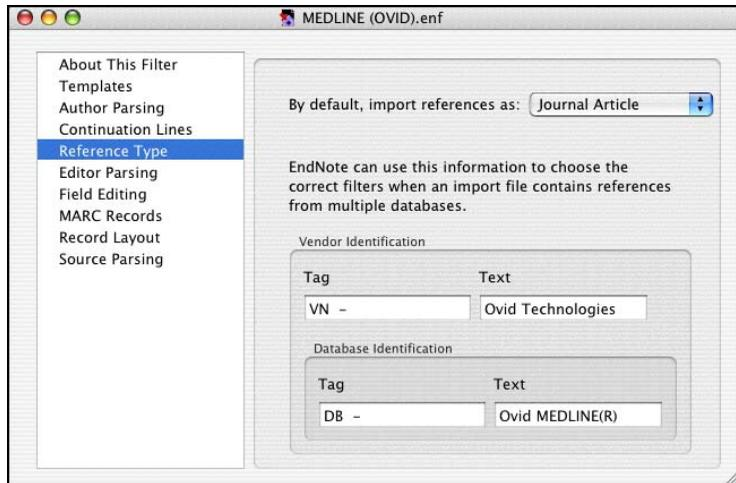 MEDLINE (OVID).enf
About This Filter
Templates
Author Parsing
Continuation Lines
Reference Type
Editor Parsing
Field Editing
MARC Records
Record Layout
Source Parsing
By default, import references as: Journal Article
EndNote can use this information to choose the
correct filters when an import file contains references
from multiple databases.
Vendor Identification
Tag Text
VN - Ovid Technologies
Database Identification
Tag Text
DB - Ovid MEDLINE(R)